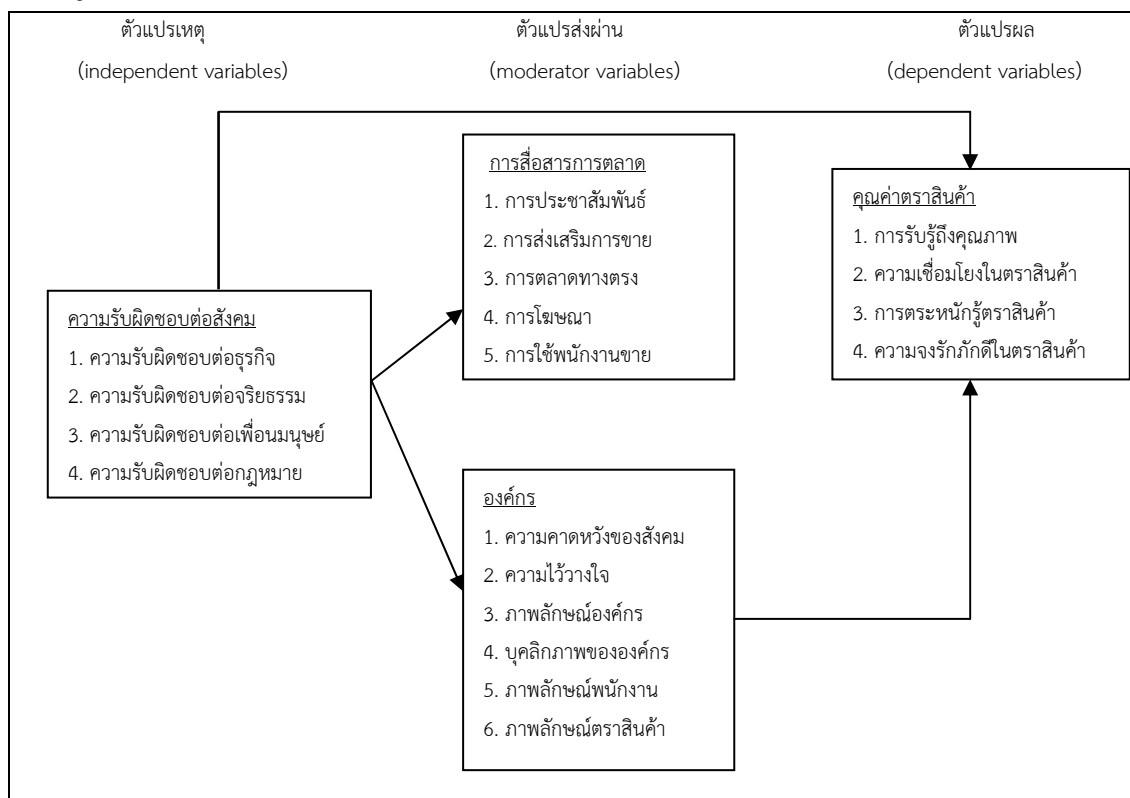 ตัวแปรเหตุ
(independent variables)
ตัวแปรส่งผ่าน
(moderator variables)
ตัวแปรผล
(dependent variables)
ความรับผิดชอบต่อสังคม
1. ความรับผิดชอบต่อธุรกิจ
2. ความรับผิดชอบต่อจริยธรรม
3. ความรับผิดชอบต่อเพื่อนมนุษย์
4. ความรับผิดชอบต่อกฎหมาย
การสื่อสารการตลาด
1. การประชาสัมพันธ์
2. การส่งเสริมการขาย
3. การตลาดทางตรง
4. การโฆษณา
5. การใช้พนักงานขาย
องค์กร
1. ความคาดหวังของสังคม
2. ความไว้วางใจ
3. ภาพลักษณ์องค์กร
4. บุคลิกภาพขององค์กร
5. ภาพลักษณ์พนักงาน
6. ภาพลักษณ์ตราสินค้า
คุณค่าตราสินค้า
1. การรับรู้ถึงคุณภาพ
2. ความเชื่อมโยงในตราสินค้า
3. การตระหนักรู้ตราสินค้า
4. ความจงรักภักดีในตราสินค้า